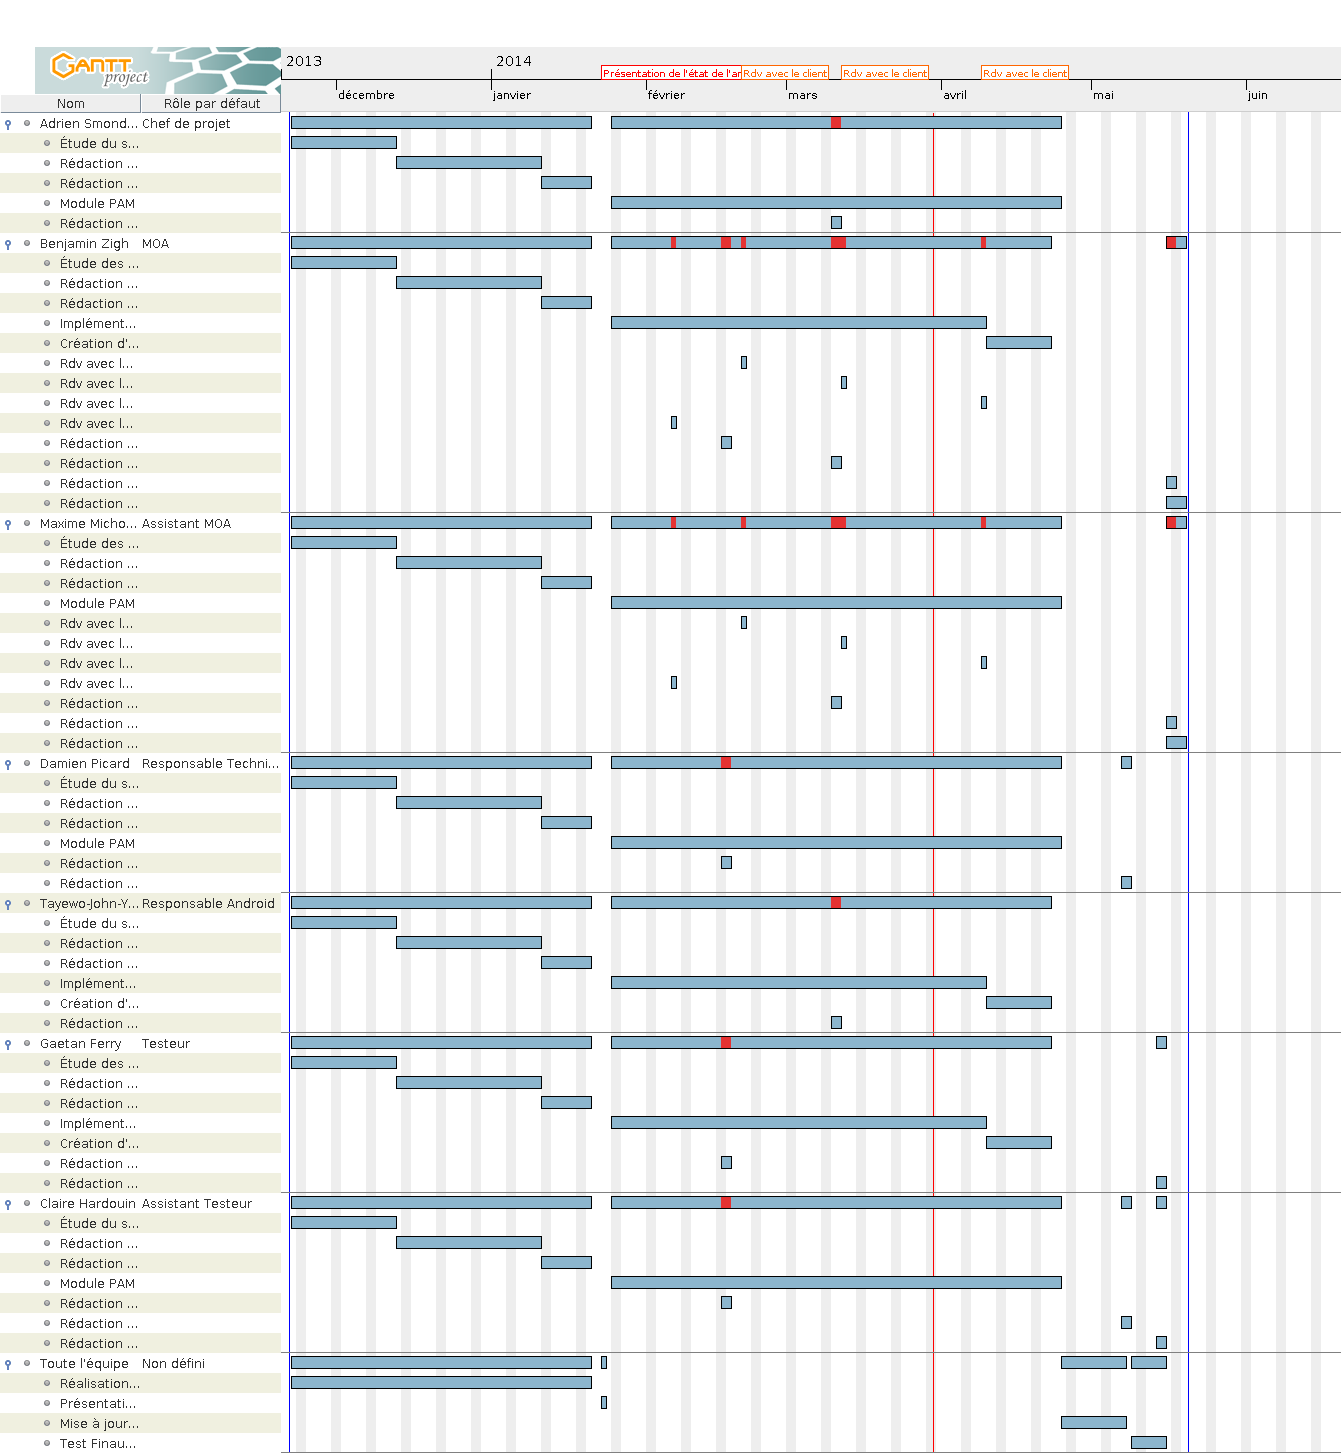 GANTT
project
2013
2014
Présentation de l'état de l'ar
Rdv avec le client
Rdv avec le client
Rdv avec le client
décembre
janvier
février
mars
avril
mai
juin
Nom
Rôle par défaut
Adrien Smond... Chef de projet
Étude du s...
Rédaction ...
Rédaction ...
Module PAM
Rédaction ...
Benjamin Zigh MOA
Étude des ...
Rédaction ...
Rédaction ...
Implément...
Création d'...
Rdv avec l...
Rdv avec l...
Rdv avec l...
Rdv avec l...
Rédaction ...
Rédaction ...
Rédaction ...
Rédaction ...
Maxime Micho... Assistant MOA
Étude des ...
Rédaction ...
Rédaction ...
Module PAM
Rdv avec l...
Rdv avec l...
Rdv avec l...
Rdv avec l...
Rédaction ...
Rédaction ...
Rédaction ...
Damien Picard Responsable Techni...
Étude du s...
Rédaction ...
Rédaction ...
Module PAM
Rédaction ...
Rédaction ...
Tayewo-John-Y... Responsable Android
Étude du s...
Rédaction ...
Rédaction ...
Implément...
Création d'...
Rédaction ...
Gaetan Ferry Testeur
Étude des ...
Rédaction ...
Rédaction ...
Implément...
Création d'...
Rédaction ...
Rédaction ...
Claire Hardouin Assistant Testeur
Étude du s...
Rédaction ...
Rédaction ...
Module PAM
Rédaction ...
Rédaction ...
Rédaction ...
Toute l'équipe Non défini
Réalisation...
Présentati...
Mise à jour...
Test Finau...